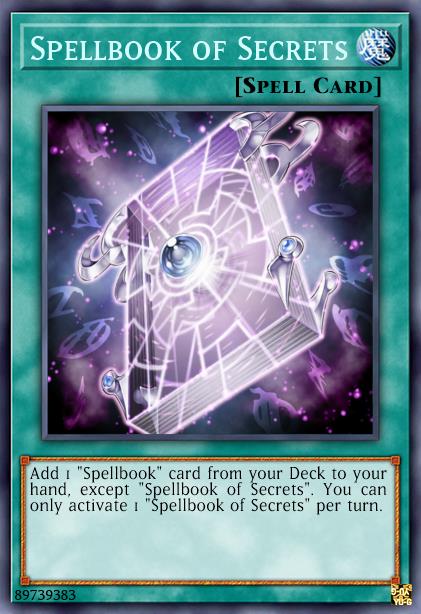 Spellbook of Secrets 魔
[Spell Card]
Add 1 "Spellbook" card from your Deck to your
hand, except "Spellbook of Secrets". You can
only activate 1 "Spellbook of Secrets" per turn.
89739383